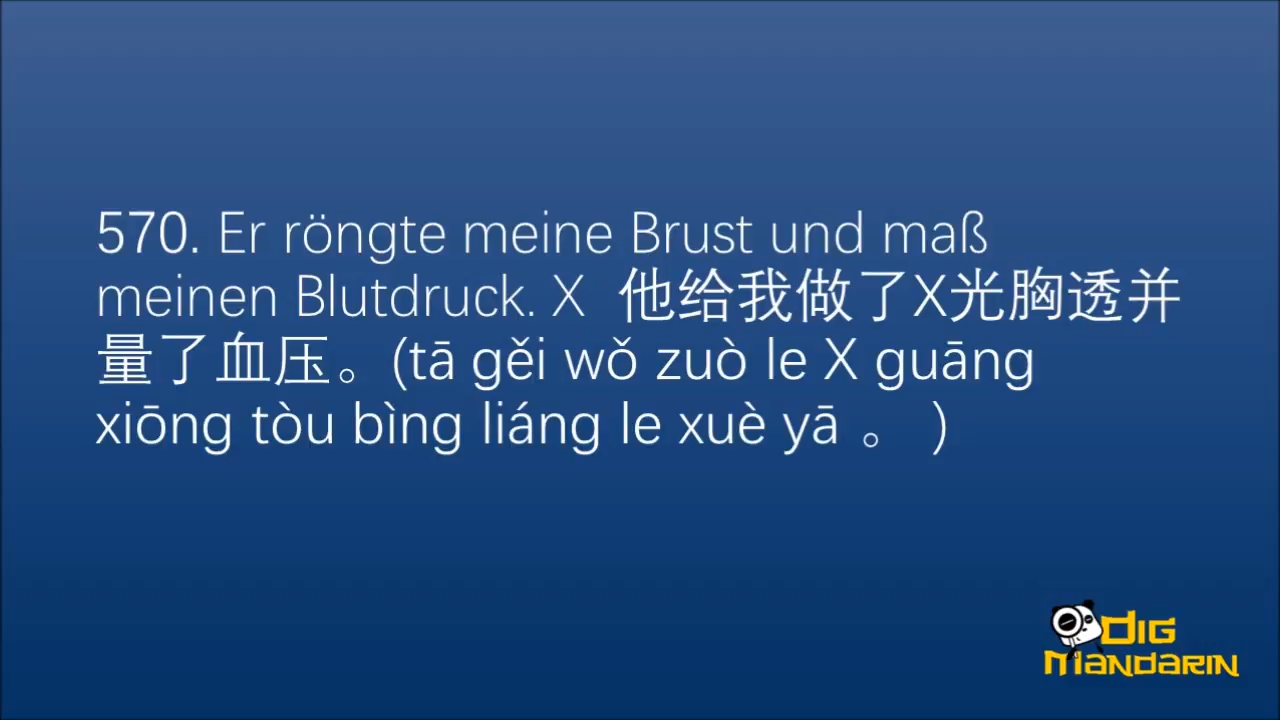 570. Er röngte meine Brust und maß
meinen Blutdruck. X 他给我做了X光胸透并
量了血压。(tā gěi wǒ zuò le X guāng
xiōng tòu bìng liáng le xuè yā 。 )
DIG
MANDARIN